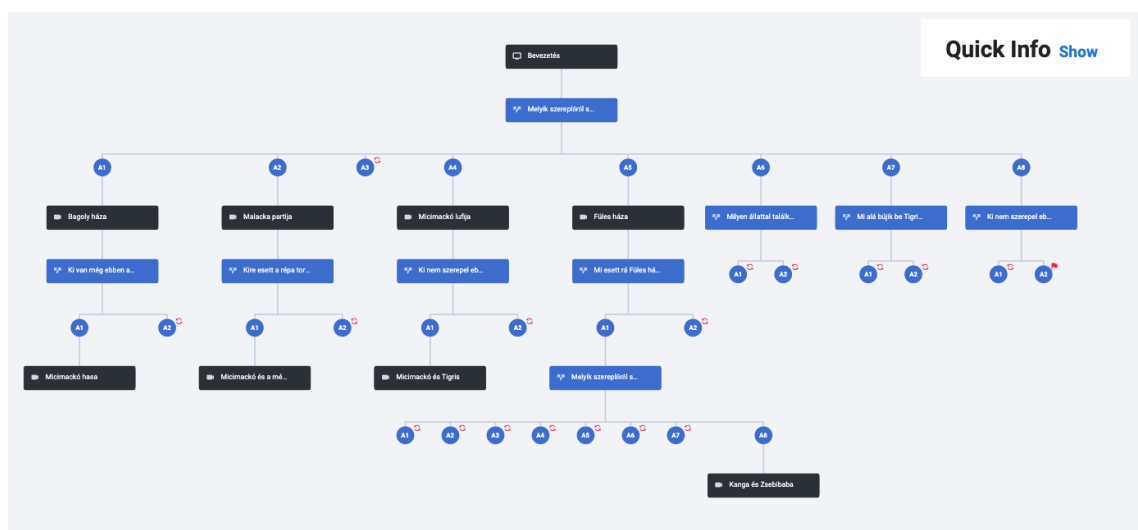 Quick Info Show
Bevezetés
Melyik szereplőről s...
A1 A2 A3 A4 A5 A6 A7 A8
Bagoly háza
Malacka partija
Micimackó lufija
Füles háza
Milyen állattal találk...
Mi alá bújik be Tigri...
Ki nem szerepel eb...
Ki van még ebben a...
Kire esett a répa tor...
Ki nem szerepel eb...
Mi esett rá Füles há...
A1 A2 A1 A2 A1 A2
A1 A2 A1 A2 A1 A2 A1 A2
Micimackó hasa
Micimackó és a mé...
Micimackó és Tigris
Melyik szereplőről s...
A1 A2 A3 A4 A5 A6 A7 A8
Kanga és Zsebibaba